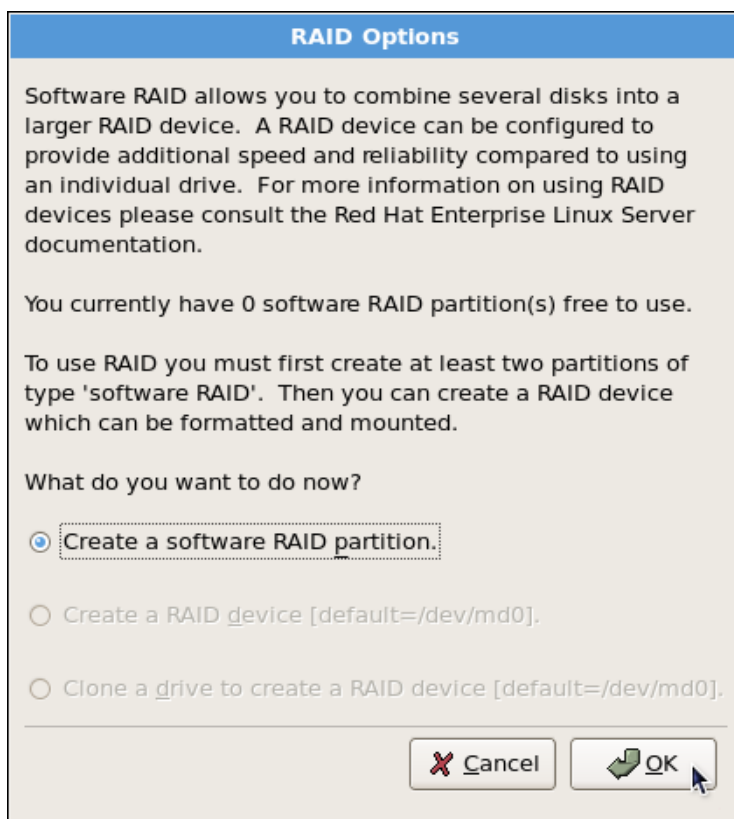 RAID Options
Software RAID allows you to combine several disks into a
larger RAID device.  A RAID device can be configured to
provide additional speed and reliability compared to using
an individual drive.  For more information on using RAID
devices please consult the Red Hat Enterprise Linux Server
documentation.
You currently have 0 software RAID partition(s) free to use.
To use RAID you must first create at least two partitions of
type 'software RAID'.  Then you can create a RAID device
which can be formatted and mounted.
What do you want to do now?
Create a software RAID partition.
Create a RAID device [default=/dev/md0].
Clone a drive to create a RAID device [default=/dev/md0].
Cancel OK